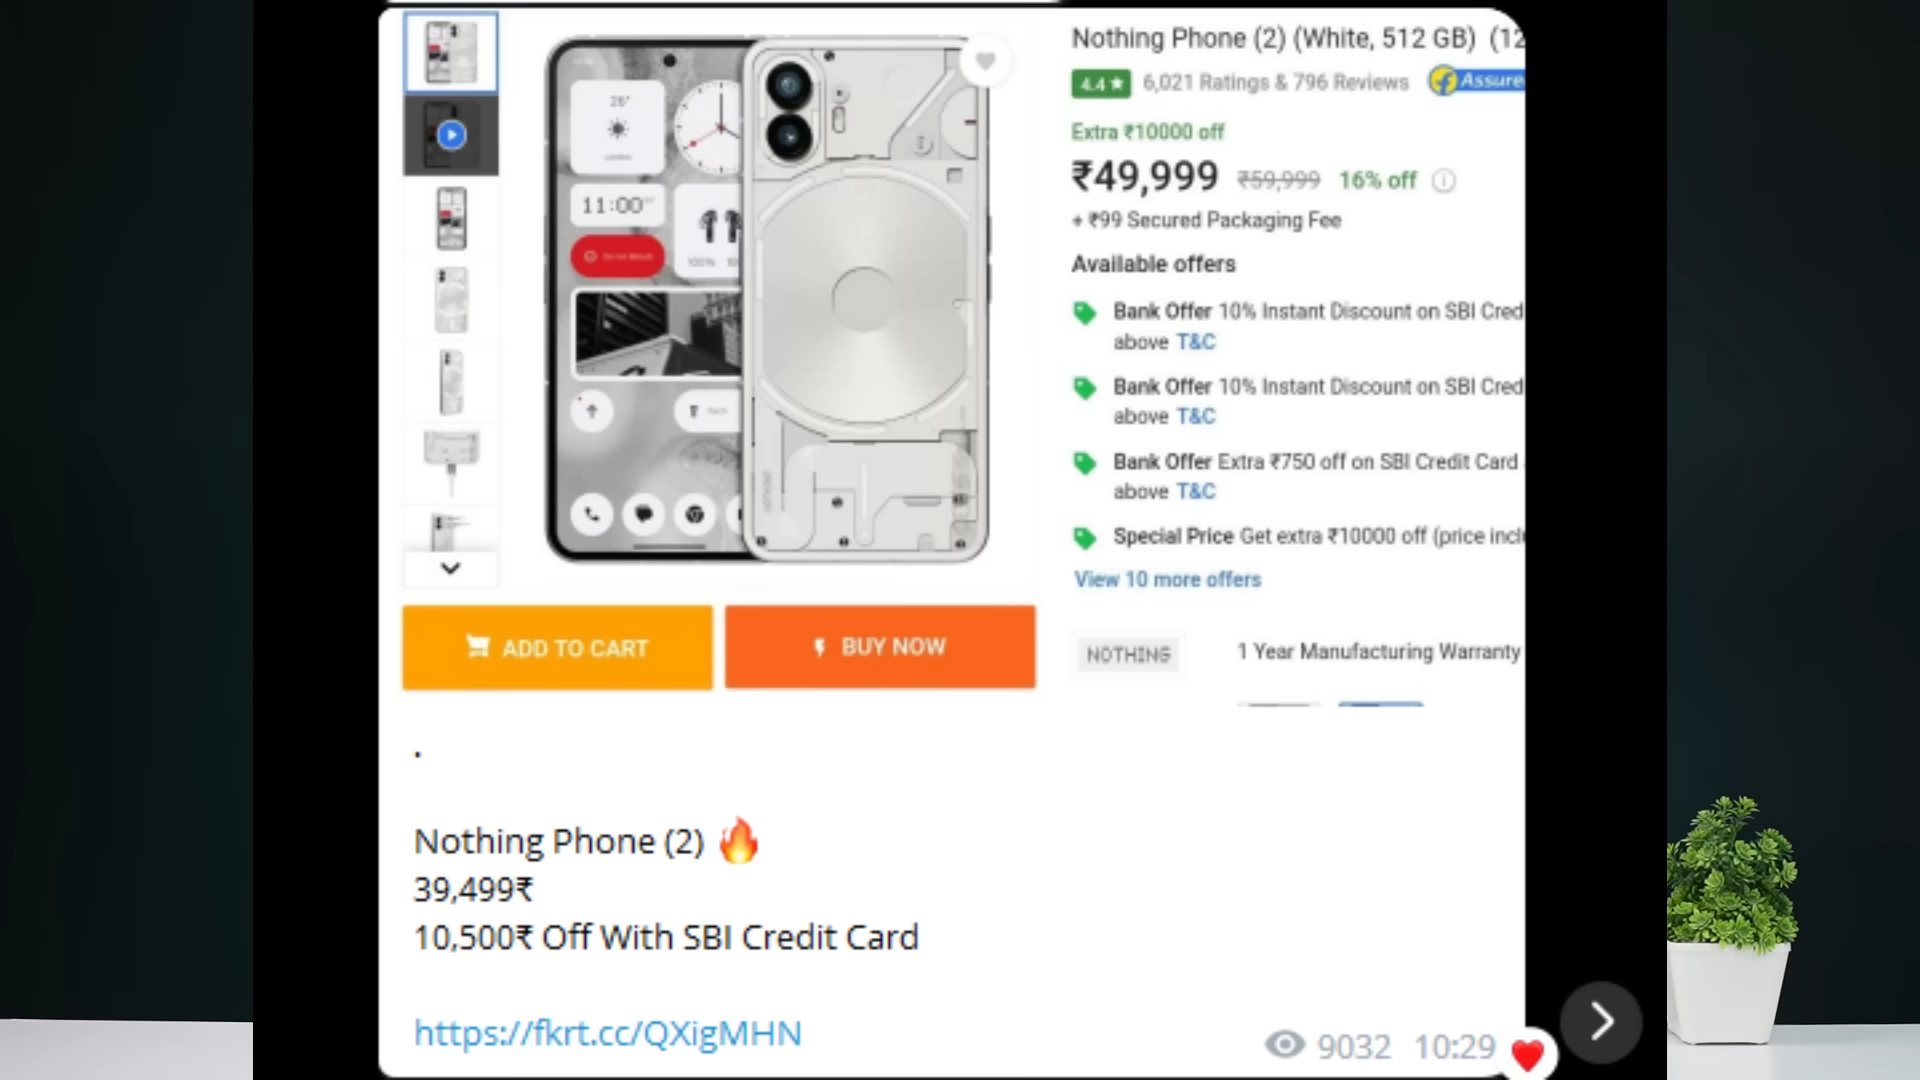 Nothing Phone (2) (White, 512 GB) (12
4.4★ 6,021 Ratings & 796 Reviews Assure
Extra ₹10000 off
₹49,999 ₹59,999 16% off
+ ₹99 Secured Packaging Fee
Available offers
Bank Offer 10% Instant Discount on SBI Cred
above T&C
Bank Offer 10% Instant Discount on SBI Cred
above T&C
Bank Offer Extra ₹750 off on SBI Credit Card
above T&C
Special Price Get extra ₹10000 off (price incl
View 10 more offers
26°
11:00
100%
ADD TO CART
BUY NOW
NOTHING
1 Year Manufacturing Warranty
.
Nothing Phone (2) 🔥
39,499₹
10,500₹ Off With SBI Credit Card
https://fkrt.cc/QXigMHN
9032 10:29